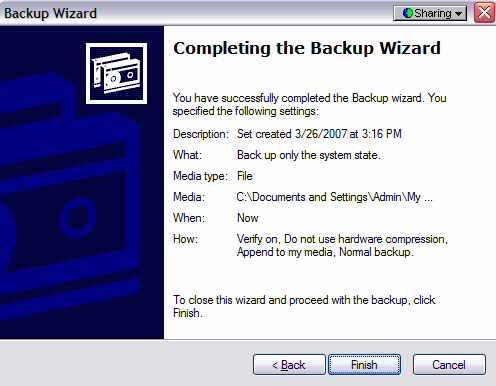 Backup Wizard
Sharing
Completing the Backup Wizard
You have successfully completed the Backup wizard. You
specified the following settings:
Description: Set created 3/26/2007 at 3:16 PM
What: Back up only the system state.
Media type: File
Media: C:\Documents and Settings\Admin\My ...
When: Now
How: Verify on, Do not use hardware compression,
Append to my media, Normal backup.
To close this wizard and proceed with the backup, click
Finish.
< Back Finish Cancel